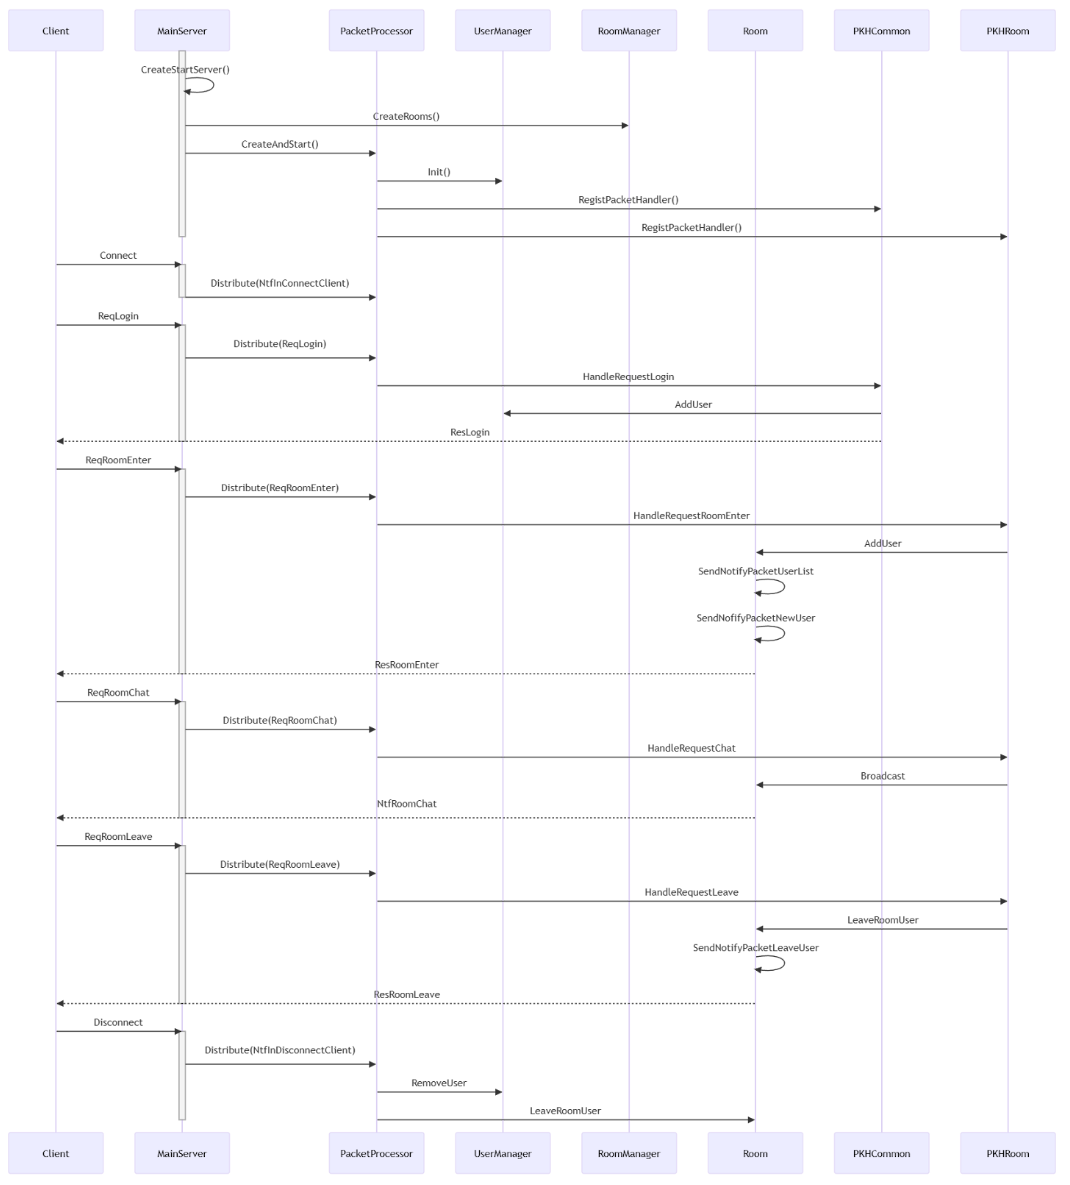 Client MainServer PacketProcessor UserManager RoomManager Room PKHCommon PKHRoom
CreateStartServer()
CreateRooms()
CreateAndStart()
Init()
RegistPacketHandler()
RegistPacketHandler()
Connect
Distribute(NtfInConnectClient)
ReqLogin
Distribute(ReqLogin)
HandleRequestLogin
AddUser
ResLogin
ReqRoomEnter
Distribute(ReqRoomEnter)
HandleRequestRoomEnter
AddUser
SendNotifyPacketUserList
SendNofifyPacketNewUser
ResRoomEnter
ReqRoomChat
Distribute(ReqRoomChat)
HandleRequestChat
Broadcast
NtfRoomChat
ReqRoomLeave
Distribute(ReqRoomLeave)
HandleRequestLeave
LeaveRoomUser
SendNotifyPacketLeaveUser
ResRoomLeave
Disconnect
Distribute(NtfInDisconnectClient)
RemoveUser
LeaveRoomUser
Client MainServer PacketProcessor UserManager RoomManager Room PKHCommon PKHRoom